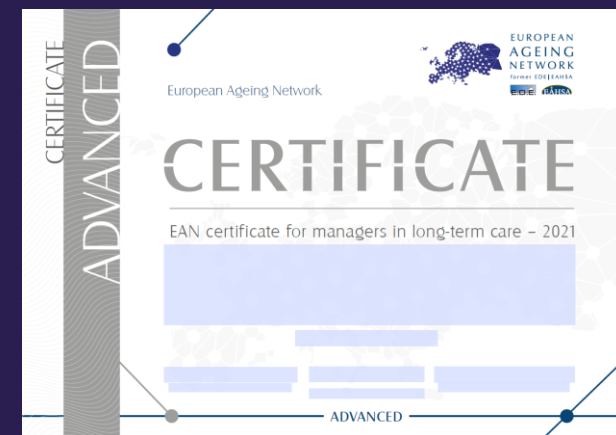 CERTIFICATE
ADVANCED
European Ageing Network
EUROPEAN
AGEING
NETWORK
former EDE|EAHSA
E.D.E.
EAHSA
CERTIFICATE
EAN certificate for managers in long-term care – 2021
ADVANCED